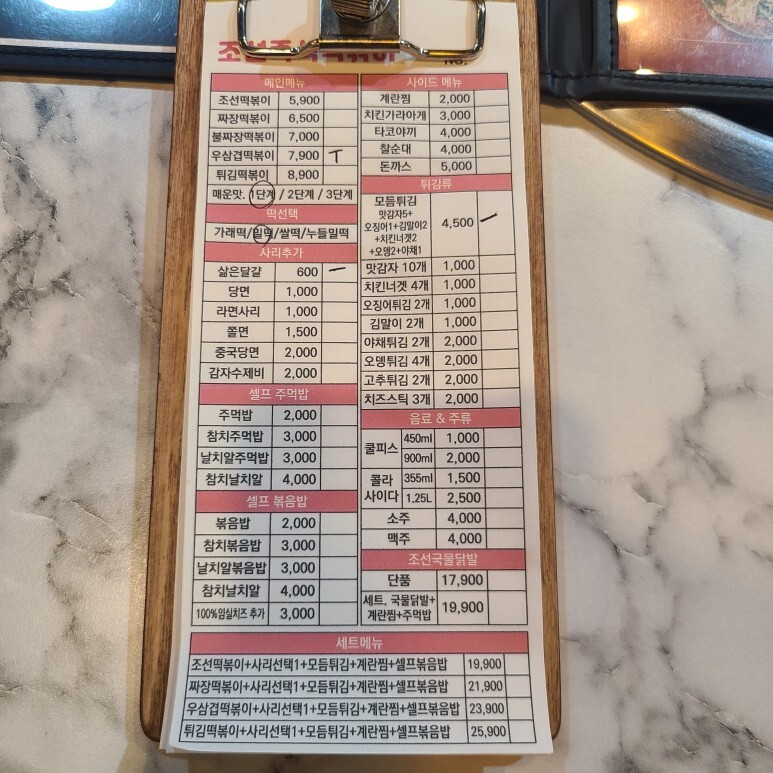 NO.
메인메뉴
조선떡볶이 5,900
짜장떡볶이 6,500
불짜장떡볶이 7,000
우삼겹떡볶이 7,900 T
튀김떡볶이 8,900
매운맛. 1단계 / 2단계 / 3단계
떡선택
가래떡/밀떡/쌀떡/누들밀떡
사리추가
삶은달걀 600 ㅡ
당면 1,000
라면사리 1,000
쫄면 1,500
중국당면 2,000
감자수제비 2,000
셀프 주먹밥
주먹밥 2,000
참치주먹밥 3,000
날치알주먹밥 3,000
참치날치알 4,000
셀프 볶음밥
볶음밥 2,000
참치볶음밥 3,000
날치알볶음밥 3,000
참치날치알 4,000
100%임실치즈 추가 3,000
사이드 메뉴
계란찜 2,000
치킨가라아게 3,000
타코야끼 4,000
찰순대 4,000
돈까스 5,000
튀김류
모듬튀김
맛감자5+
오징어1+김말이2 4,500 ㅡ
+치킨너겟2
+오뎅2+야채1
맛감자 10개 1,000
치킨너겟 4개 1,000
오징어튀김 2개 1,000
김말이 2개 1,000
야채튀김 2개 2,000
오뎅튀김 4개 2,000
고추튀김 2개 2,000
치즈스틱 3개 2,000
음료 & 주류
쿨피스 450ml 1,000
900ml 2,000
콜라 355ml 1,500
사이다 1.25L 2,500
소주 4,000
맥주 4,000
조선국물닭발
단품 17,900
세트. 국물닭발+
계란찜+주먹밥 19,900
세트메뉴
조선떡볶이+사리선택1+모듬튀김+계란찜+셀프볶음밥 19,900
짜장떡볶이+사리선택1+모듬튀김+계란찜+셀프볶음밥 21,900
우삼겹떡볶이+사리선택1+모듬튀김+계란찜+셀프볶음밥 23,900
튀김떡볶이+사리선택1+모듬튀김+계란찜+셀프볶음밥 25,900